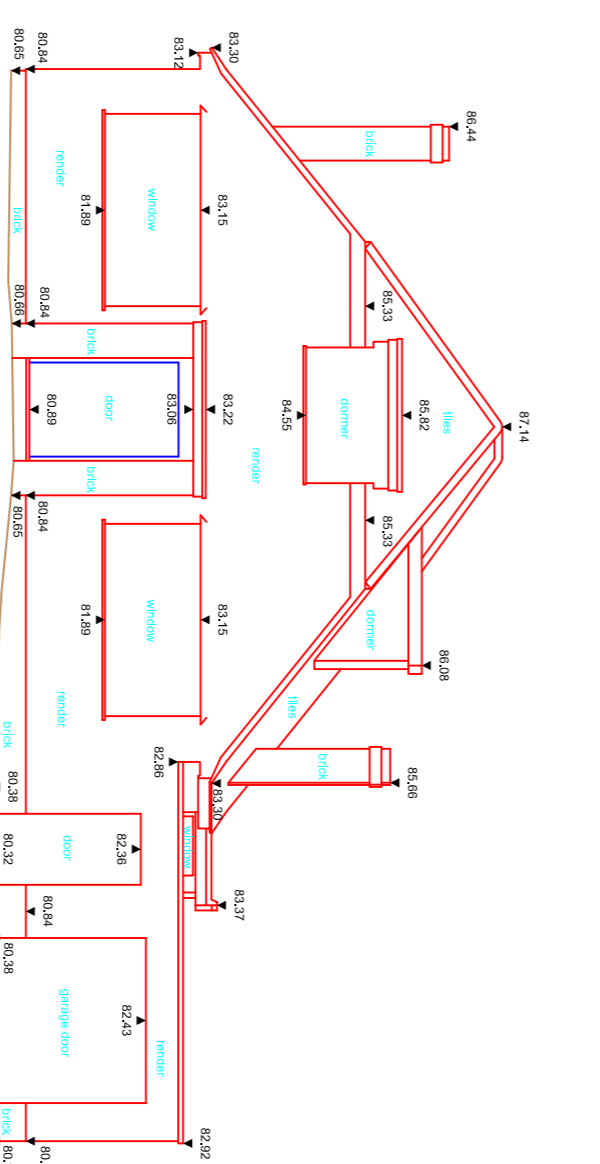 86.44
83.30
83.12
80.84
80.65
brick
render
brick
window
83.15
81.89
85.33
80.84
80.66
brick
87.14
tiles
85.82
dormer
84.55
83.22
83.06
door
80.89
render
brick
85.33
80.84
80.65
dormer
86.08
window
83.15
81.89
tiles
render
brick
85.66
brick
82.86
83.30
80.38
window
82.36
door
80.32
83.37
80.84
80.38
82.43
garage door
render
brick
82.92
80.
80.